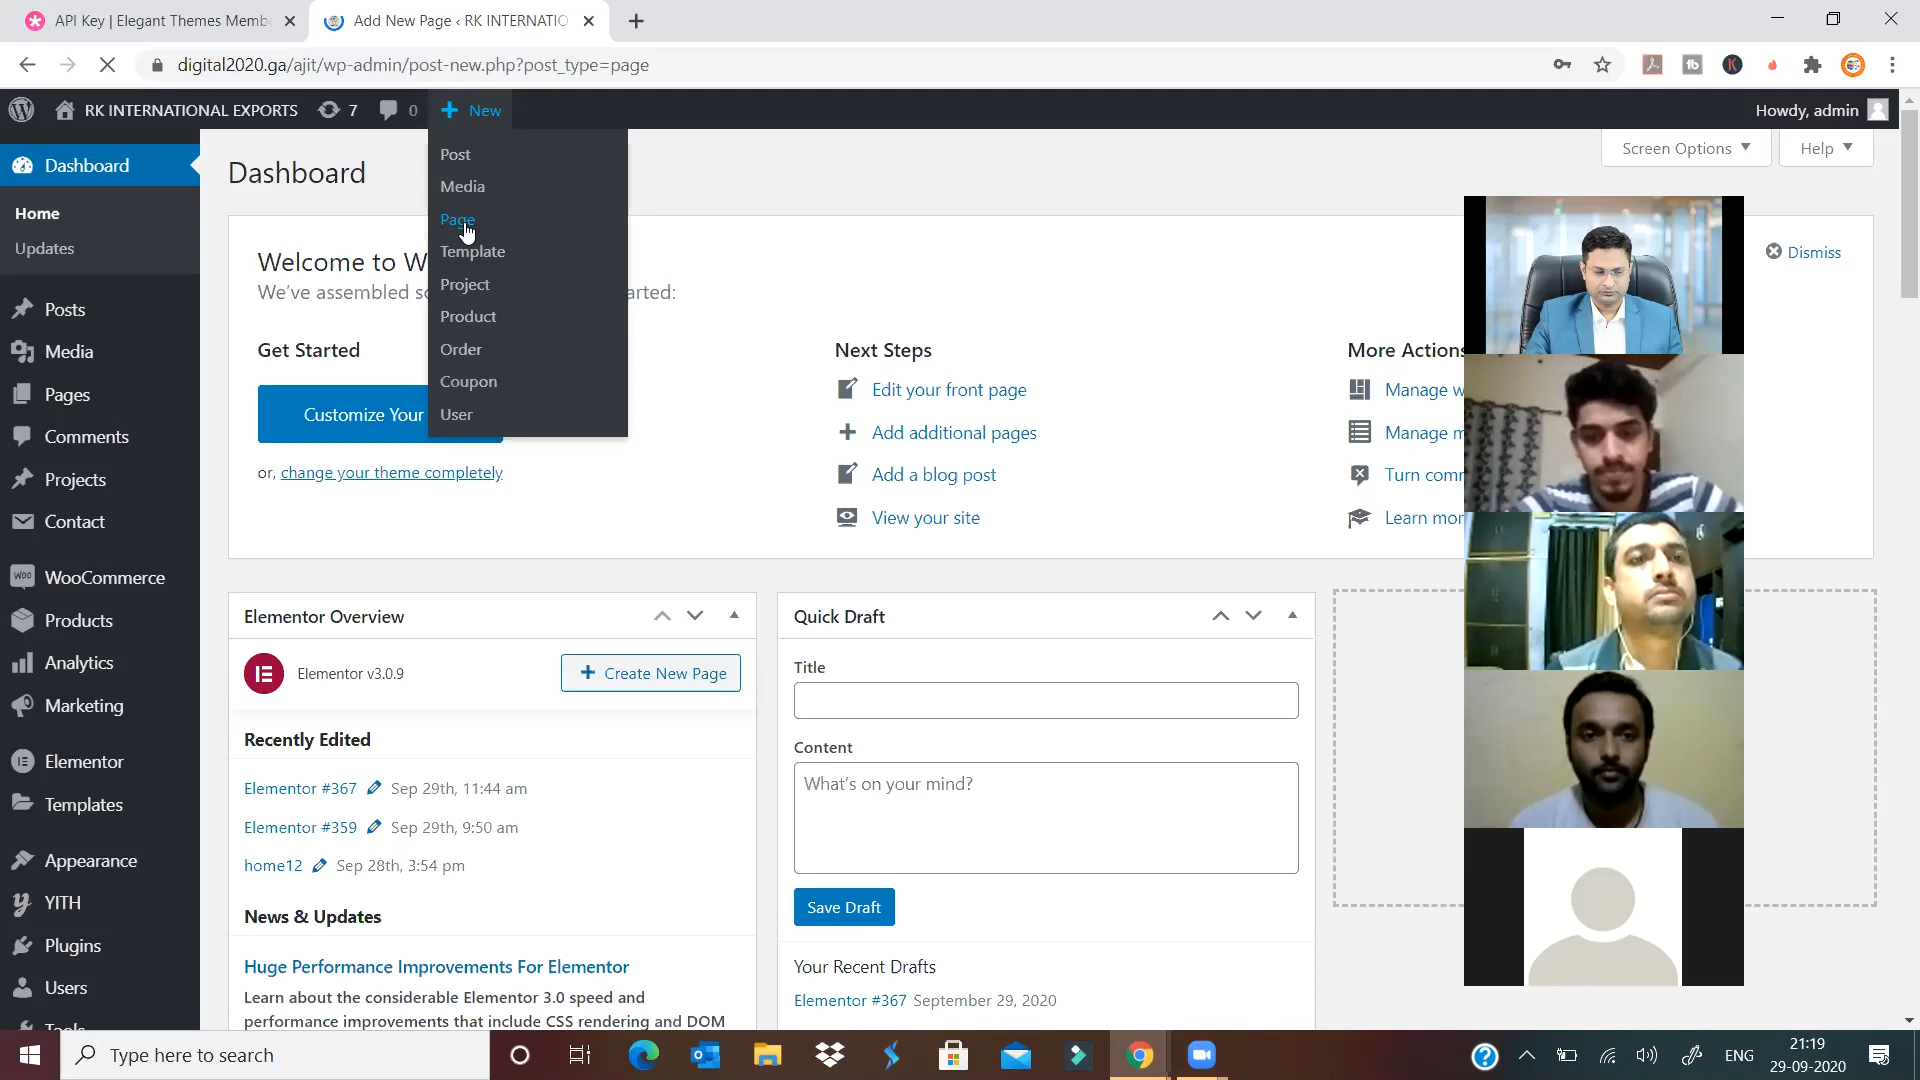 API Key | Elegant Themes Memb
Add New Page ‹ RK INTERNATIO
digital2020.ga/ajit/wp-admin/post-new.php?post_type=page
RK INTERNATIONAL EXPORTS 7 0 + New
Howdy, admin
Dashboard
Home
Updates
Posts
Media
Pages
Comments
Projects
Contact
WooCommerce
Products
Analytics
Marketing
Elementor
Templates
Appearance
YITH
Plugins
Users
Tools
Post
Media
Page
Template
Project
Product
Order
Coupon
User
Dashboard
Screen Options
Help
Welcome to W
We've assembled so
arted:
Dismiss
Get Started
Customize Your
or, change your theme completely
Next Steps
Edit your front page
Add additional pages
Add a blog post
View your site
More Actions
Manage w
Manage m
Turn comm
Learn mor
Elementor Overview
Elementor v3.0.9
+ Create New Page
Recently Edited
Elementor #367 Sep 29th, 11:44 am
Elementor #359 Sep 29th, 9:50 am
home12 Sep 28th, 3:54 pm
News & Updates
Huge Performance Improvements For Elementor
Learn about the considerable Elementor 3.0 speed and
performance improvements that include CSS rendering and DOM
Quick Draft
Title
Content
What's on your mind?
Save Draft
Your Recent Drafts
Elementor #367 September 29, 2020
Type here to search
ENG
21:19
29-09-2020